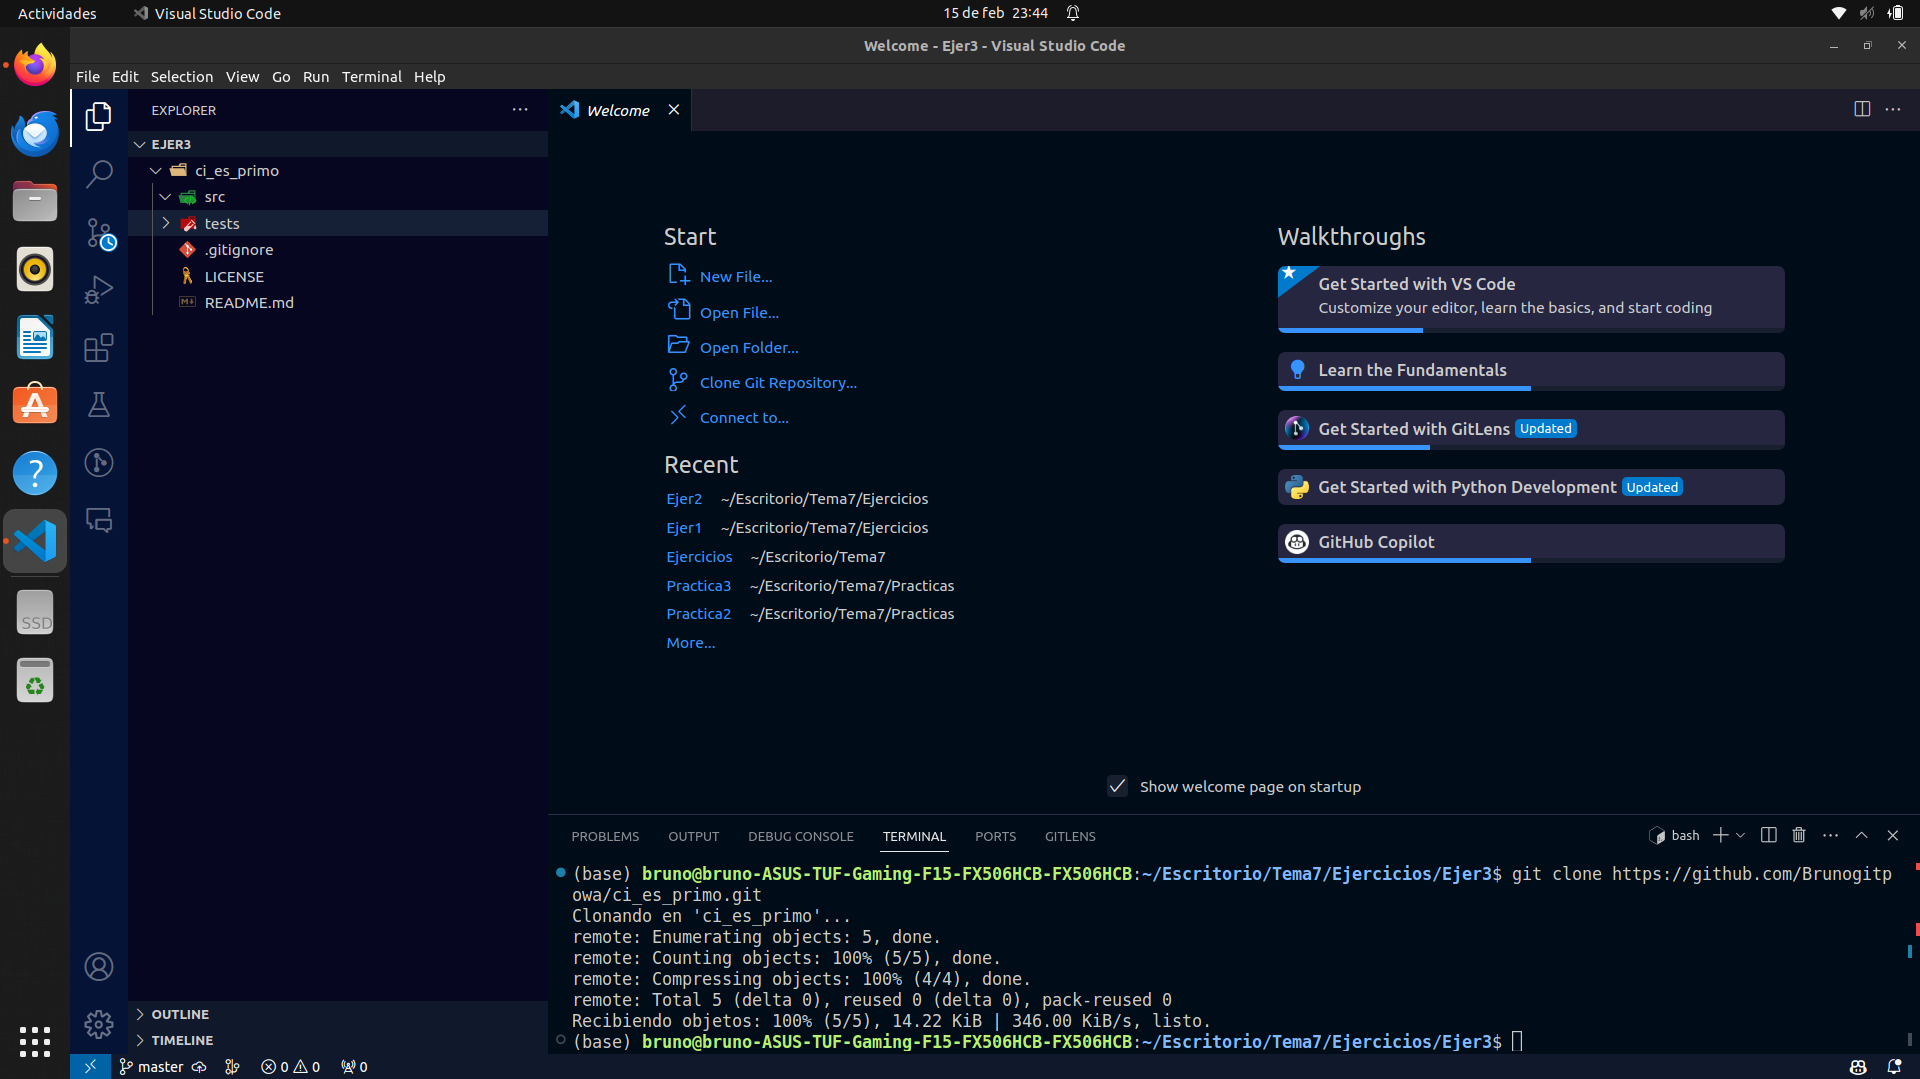 Actividades
Visual Studio Code
15 de feb 23:44
Welcome - Ejer3 - Visual Studio Code
File Edit Selection View Go Run Terminal Help
EXPLORER
Welcome
EJER3
ci_es_primo
src
tests
.gitignore
LICENSE
README.md
OUTLINE
TIMELINE
Start
New File...
Open File...
Open Folder...
Clone Git Repository...
Connect to...
Recent
Ejer2 ~/Escritorio/Tema7/Ejercicios
Ejer1 ~/Escritorio/Tema7/Ejercicios
Ejercicios ~/Escritorio/Tema7
Practica3 ~/Escritorio/Tema7/Practicas
Practica2 ~/Escritorio/Tema7/Practicas
More...
Walkthroughs
Get Started with VS Code
Customize your editor, learn the basics, and start coding
Learn the Fundamentals
Get Started with GitLens Updated
Get Started with Python Development Updated
GitHub Copilot
Show welcome page on startup
SSD
PROBLEMS OUTPUT DEBUG CONSOLE TERMINAL PORTS GITLENS
bash
(base) bruno@bruno-ASUS-TUF-Gaming-F15-FX506HCB-FX506HCB:~/Escritorio/Tema7/Ejercicios/Ejer3$ git clone https://github.com/Brunogitp
owa/ci_es_primo.git
Clonando en 'ci_es_primo'...
remote: Enumerating objects: 5, done.
remote: Counting objects: 100% (5/5), done.
remote: Compressing objects: 100% (4/4), done.
remote: Total 5 (delta 0), reused 0 (delta 0), pack-reused 0
Recibiendo objetos: 100% (5/5), 14.22 KiB | 346.00 KiB/s, listo.
(base) bruno@bruno-ASUS-TUF-Gaming-F15-FX506HCB-FX506HCB:~/Escritorio/Tema7/Ejercicios/Ejer3$
master 0 0 0